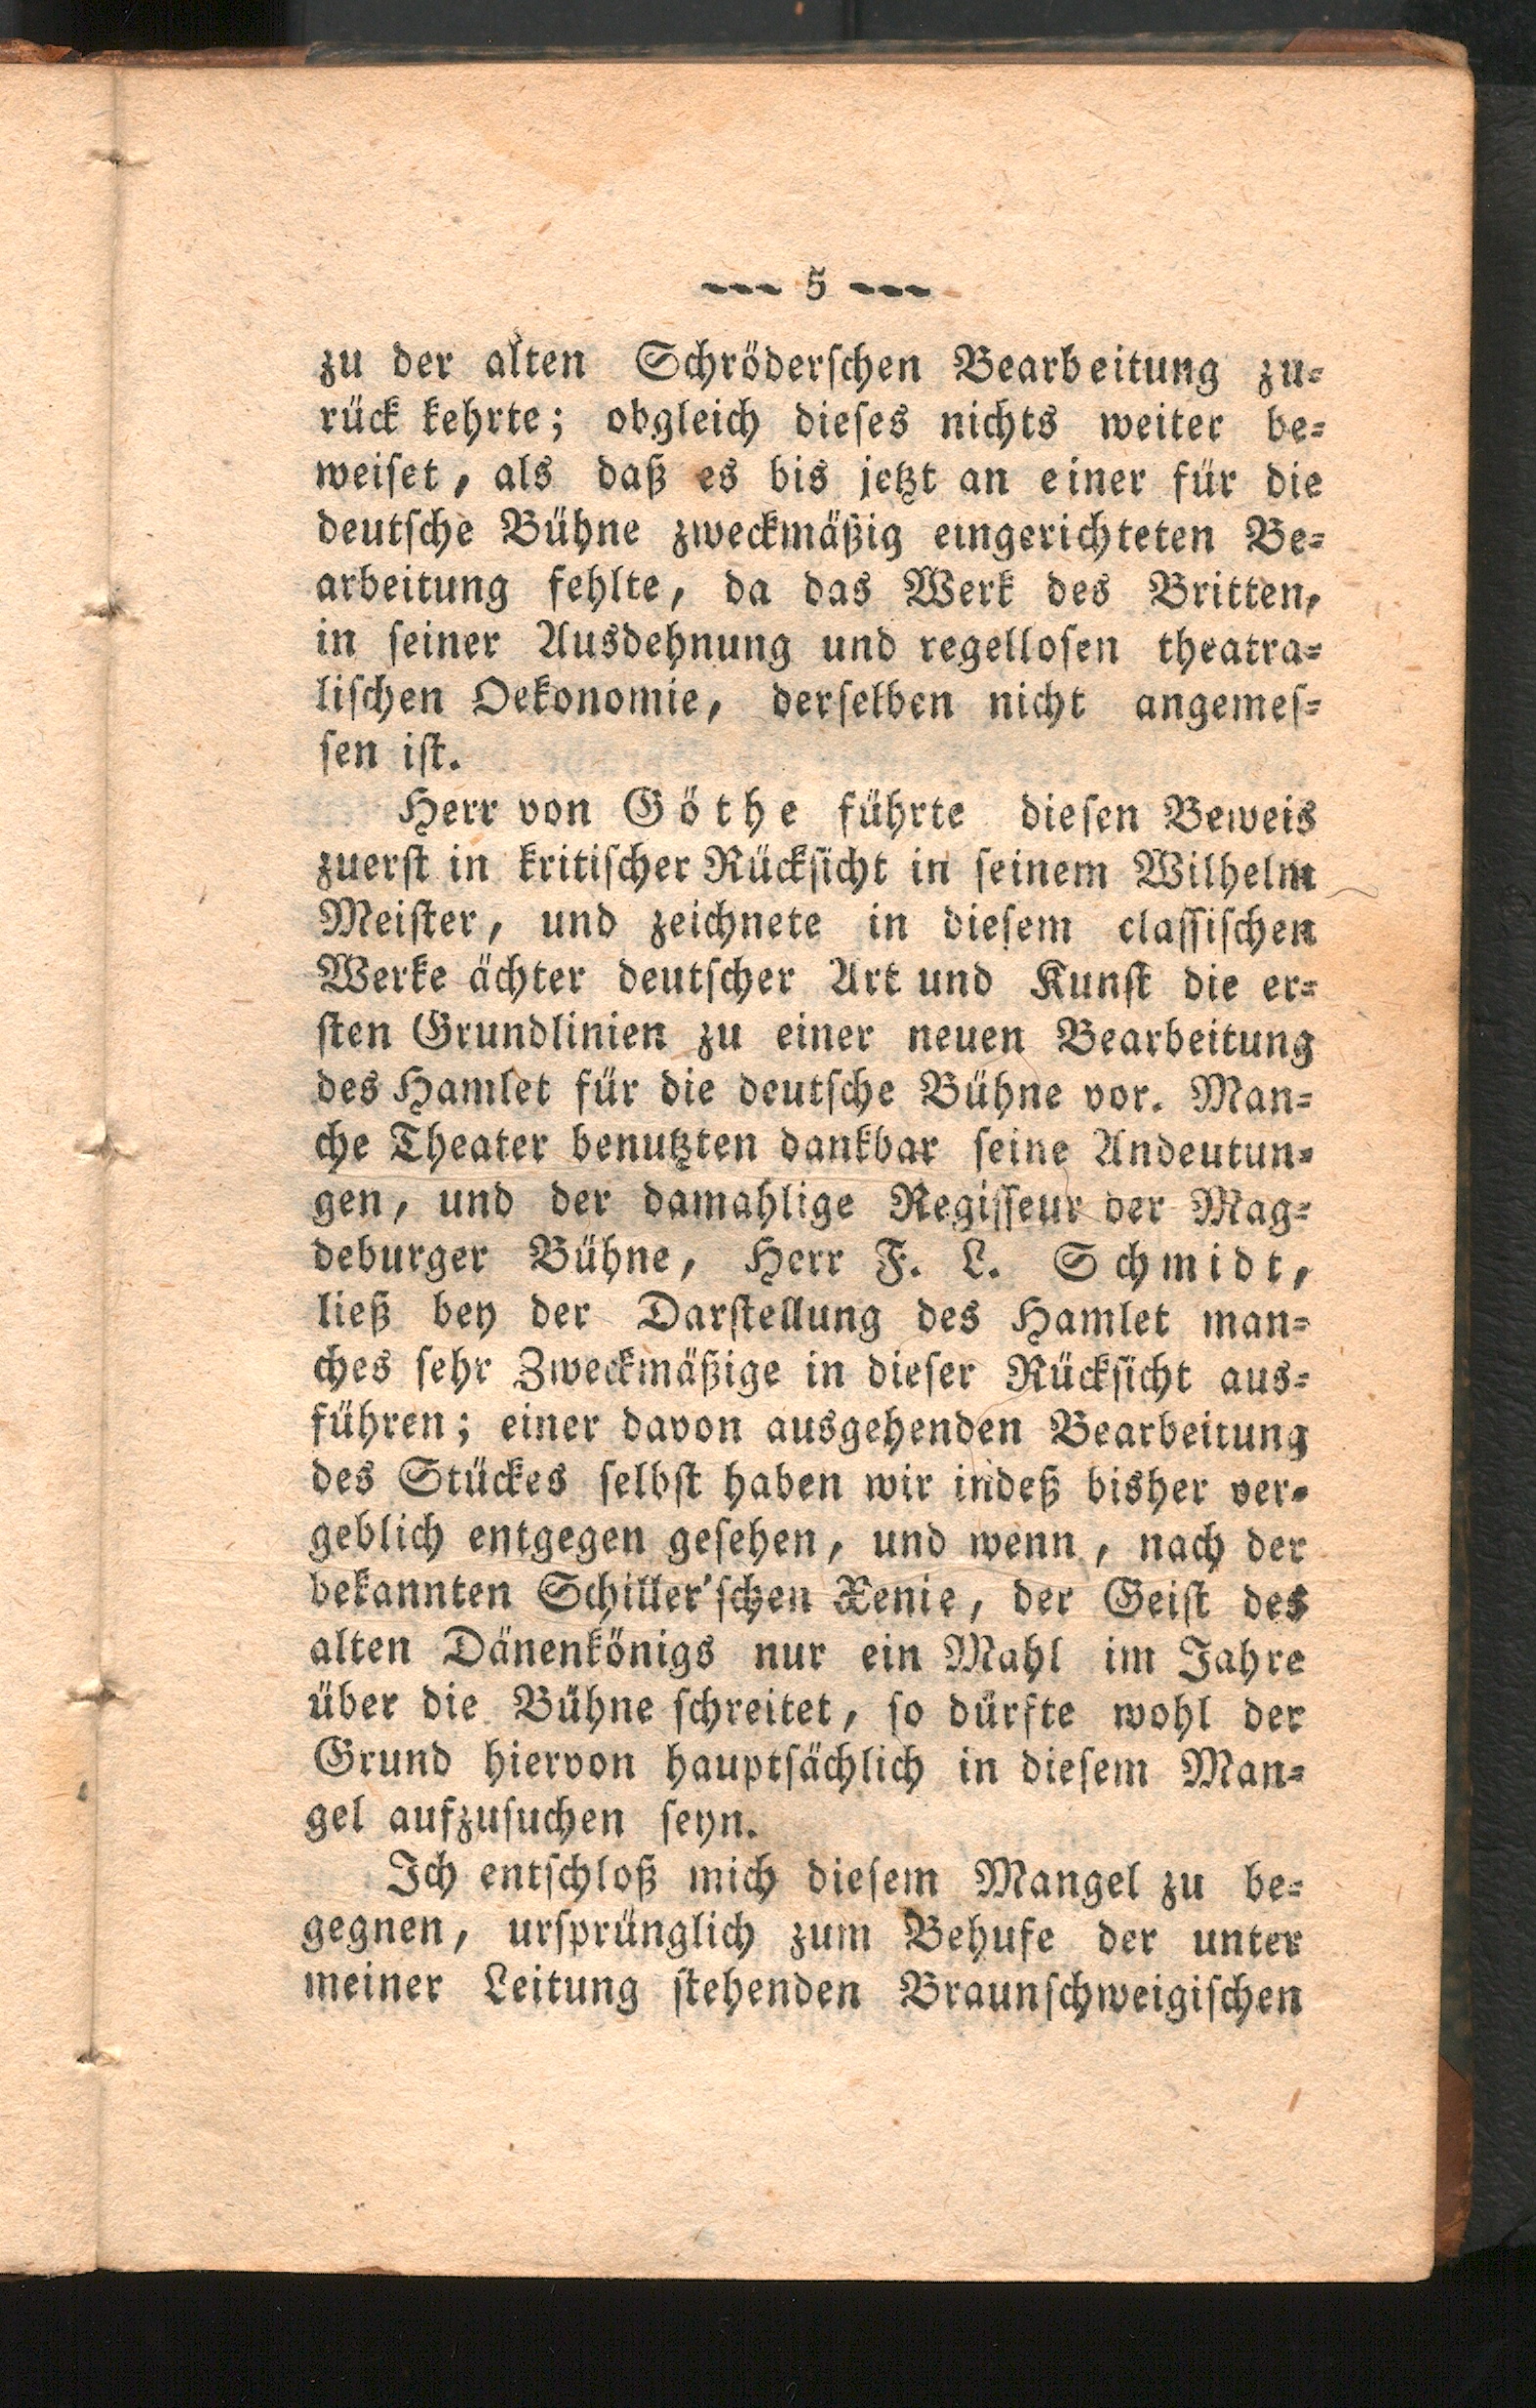 --- 5 ---
zu der alten Schröderschen Bearbeitung zu=
rück kehrte; obgleich dieses nichts weiter be=
weiset, als daß es bis jetzt an einer für die
deutsche Bühne zweckmäßig eingerichteten Be=
arbeitung fehlte, da das Werk des Britten,
in seiner Ausdehnung und regellosen theatra=
lischen Oekonomie, derselben nicht angemes=
sen ist.
Herr von Göthe führte diesen Beweis
zuerst in kritischer Rücksicht in seinem Wilhelm
Meister, und zeichnete in diesem classischen
Werke ächter deutscher Art und Kunst die er=
sten Grundlinien zu einer neuen Bearbeitung
des Hamlet für die deutsche Bühne vor. Man=
che Theater benutzten dankbar seine Andeutun=
gen, und der damahlige Regisseur der Mag=
deburger Bühne, Herr F. L. Schmidt,
ließ bey der Darstellung des Hamlet man=
ches sehr Zweckmäßige in dieser Rücksicht aus=
führen; einer davon ausgehenden Bearbeitung
des Stückes selbst haben wir indeß bisher ver=
geblich entgegen gesehen, und wenn, nach der
bekannten Schiller'schen Xenie, der Geist des
alten Dänenkönigs nur ein Mahl im Jahre
über die Bühne schreitet, so dürfte wohl der
Grund hiervon hauptsächlich in diesem Man=
gel aufzusuchen seyn.
Ich entschloß mich diesem Mangel zu be=
gegnen, ursprünglich zum Behufe der unter
meiner Leitung stehenden Braunschweigischen